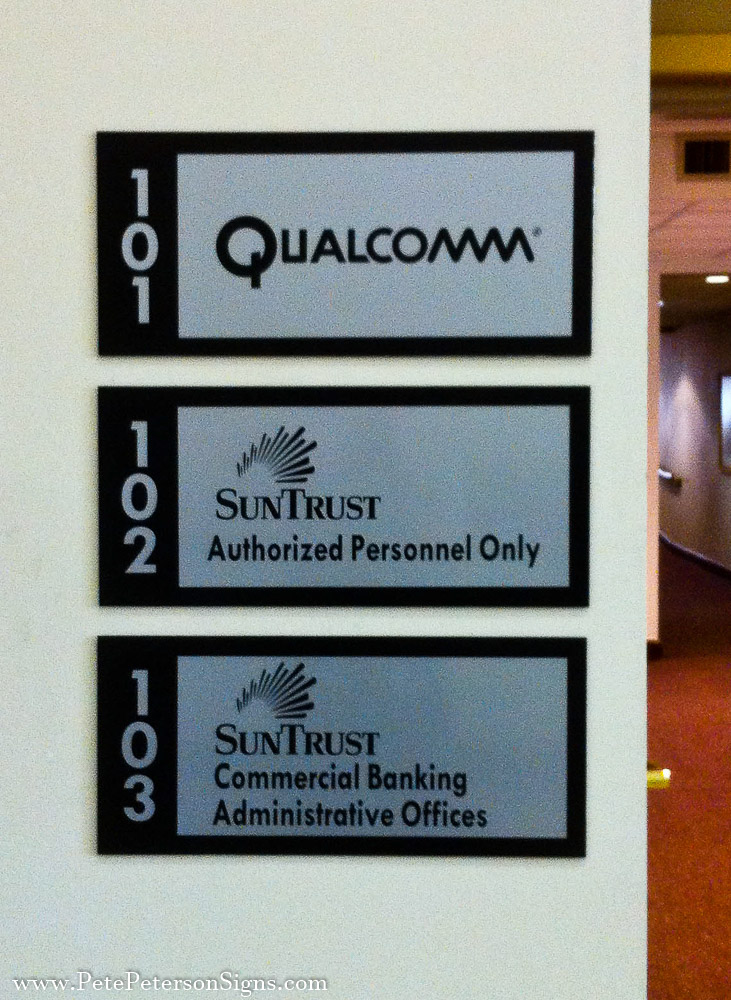 101
QUALCOMM®
102
SUNTRUST
Authorized Personnel Only
103
SUNTRUST
Commercial Banking
Administrative Offices
www.PetePetersonSigns.com